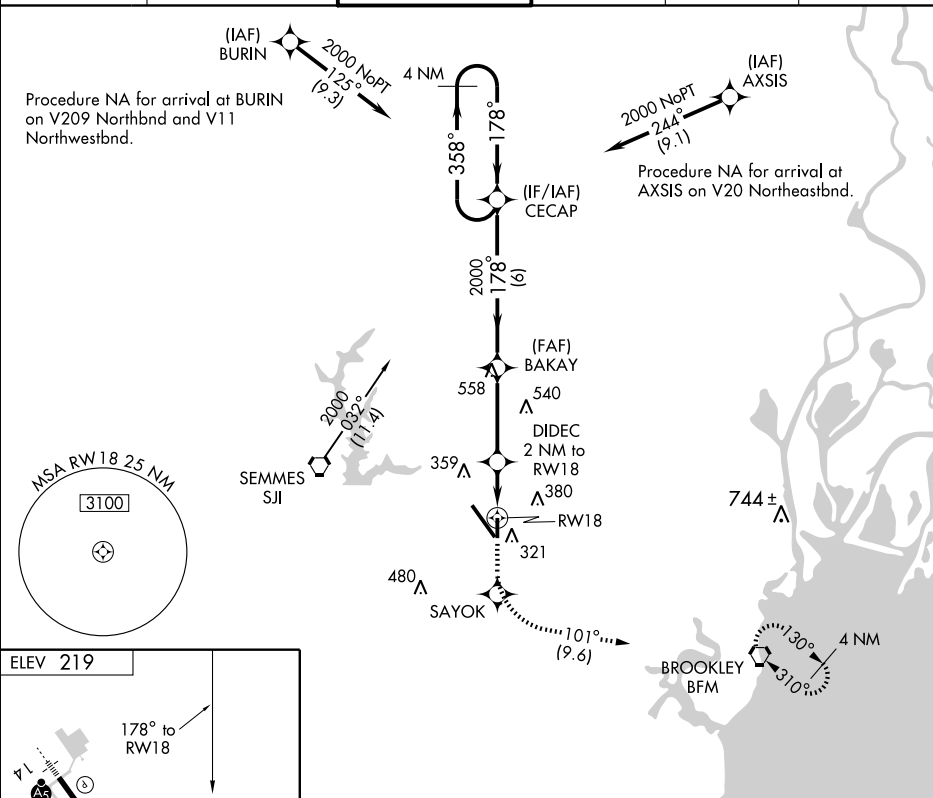 (IAF)
BURIN
2000 NoPT
125°
(9.3)
Procedure NA for arrival at BURIN
on V209 Northbnd and V11
Northwestbnd.
4 NM
358°
178°
(IF/IAF)
CECAP
(IAF)
AXSIS
2000 NoPT
244°
(9.1)
Procedure NA for arrival at
AXSIS on V20 Northeastbnd.
2000
178°
(6)
(FAF)
BAKAY
558
540
DIDEC
2 NM to
RW18
359
380
RW18
321
480
SAYOK
2000
032°
(11.4)
SEMMES
SJI
MSA RW 18 25 NM
3100
744 ±
101°
(9.6)
BROOKLEY
BFM
130°
310°
4 NM
ELEV 219
178° to
RW18
14
P
A5